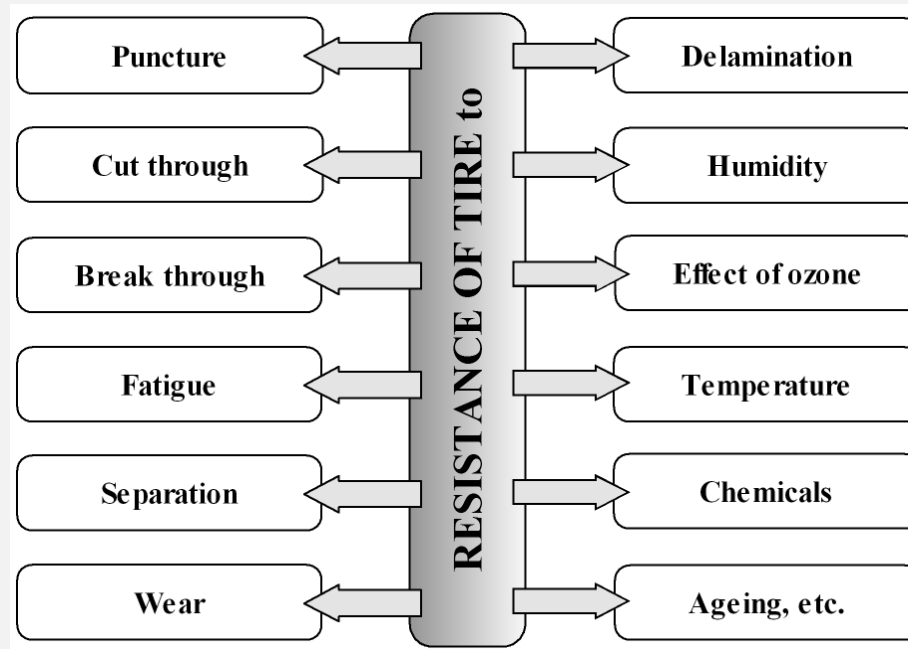 Puncture
Cut through
Break through
Fatigue
Separation
Wear
RESISTANCE OF TIRE to
Delamination
Humidity
Effect of ozone
Temperature
Chemicals
Ageing, etc.